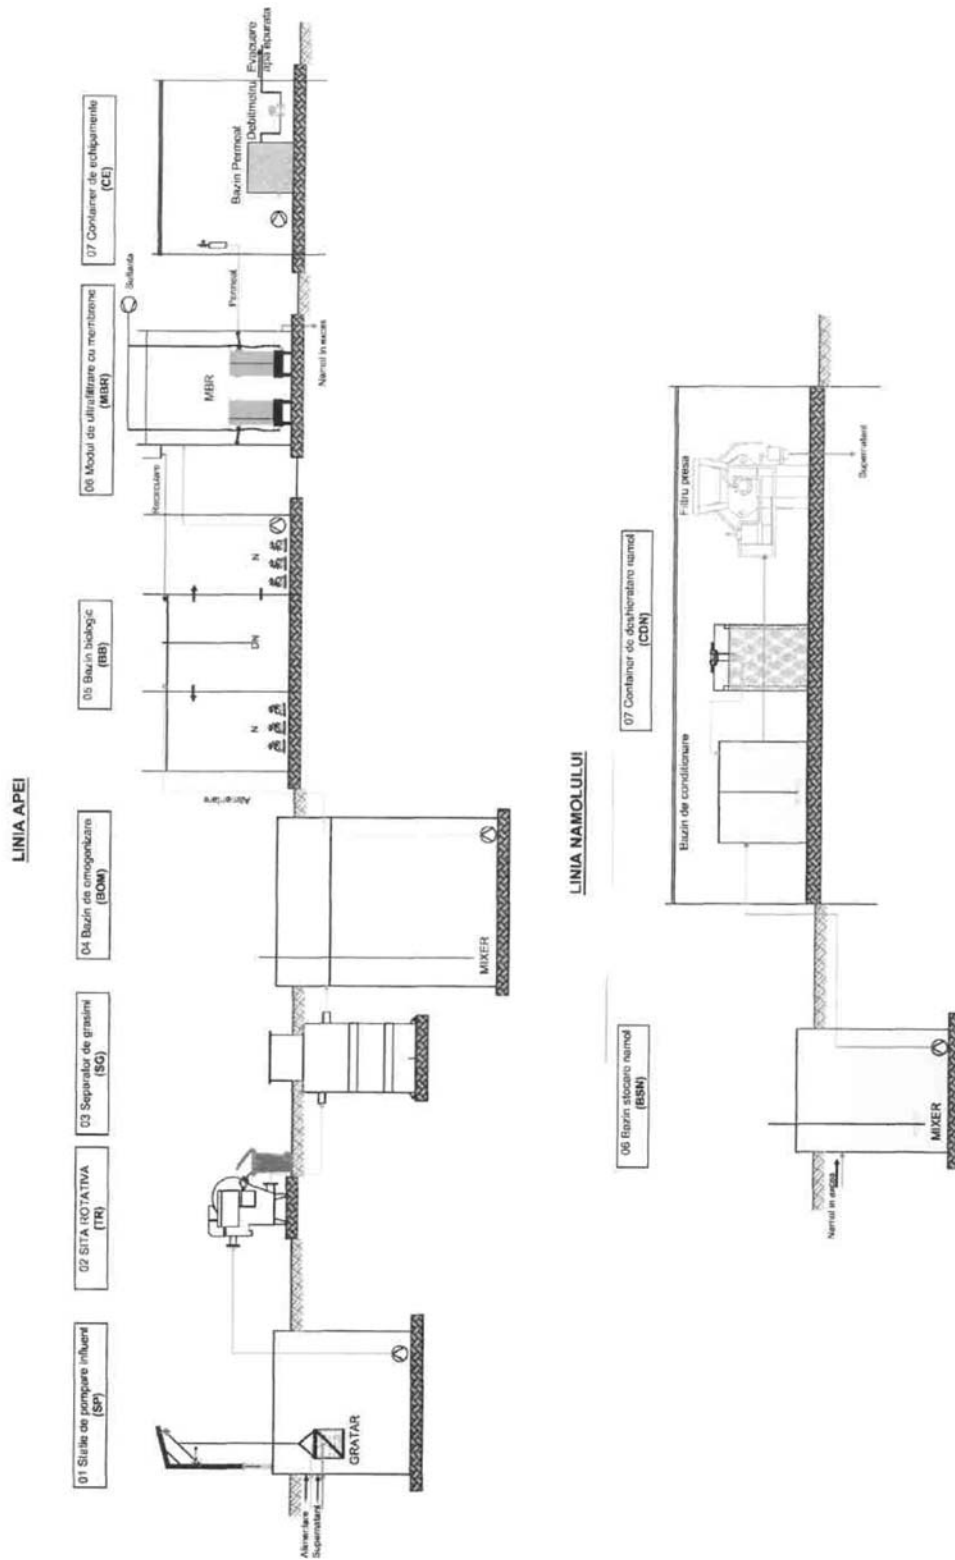 LINIA APEI
01 Statie de pompare influent
(SP)
02 SITA ROTATIVA
(TR)
03 Separator de grasimi
(SG)
04 Bazin de omogenizare
(BOM)
05 Bazin biologic
(BB)
06 Modul de ultrafiltrare cu membrane
(MBR)
07 Container de echipamente
(CE)
Alimentare
Supernatant
GRATAR
MIXER
Alimentare
N
DN
N
Recirculare
MBR
Suflanta
Namol in exces
Permeat
Bazin Permeat
Debitmetru
Evacuare
apa epurata
LINIA NAMOLULUI
06 Bazin stocare namol
(BSN)
07 Container de deshidratare namol
(CDN)
Namol in exces
MIXER
Bazin de conditionare
Filtru presa
Supernatant